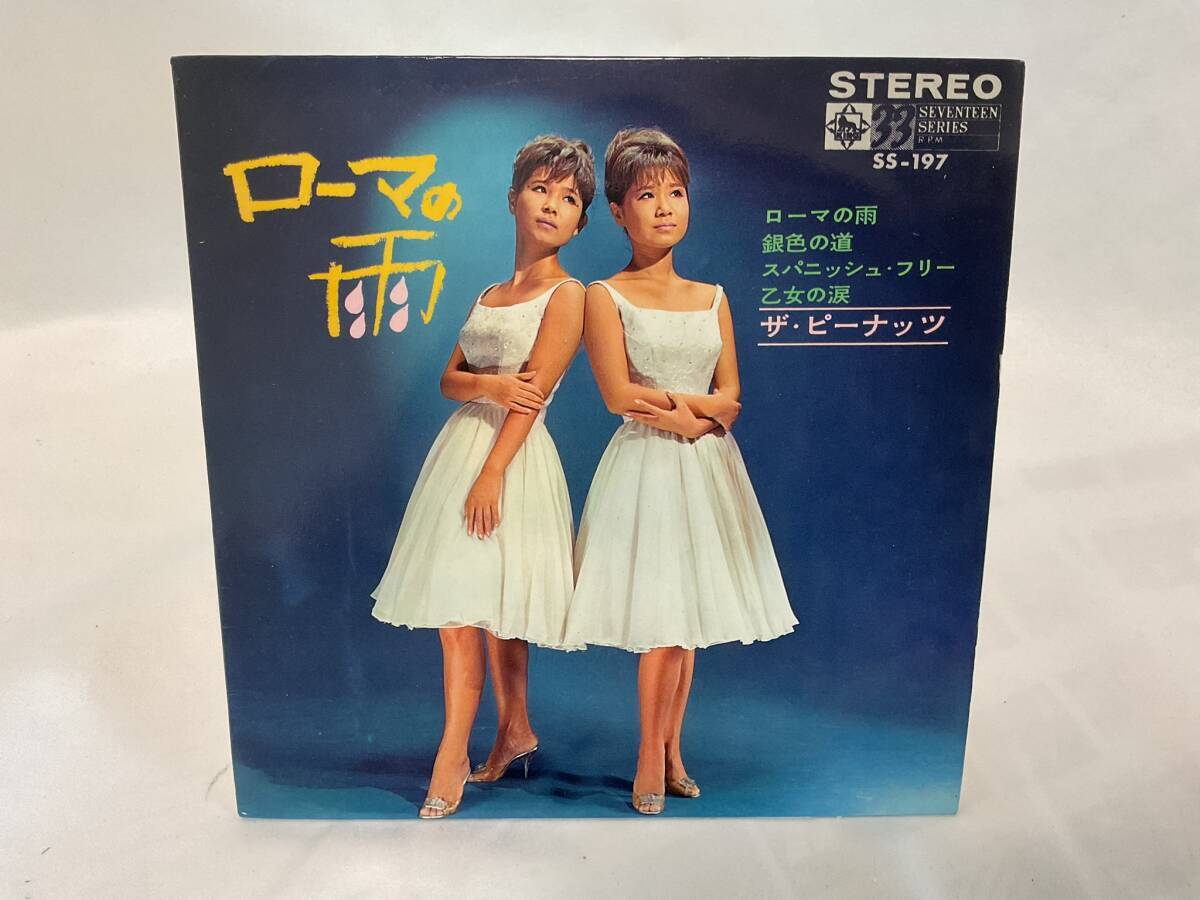 ローマの
雨
STEREO
33
SEVENTEEN
SERIES
RPM
SS-197
ローマの雨
銀色の道
スパニッシュ・フリー
乙女の涙
ザ・ピーナッツ